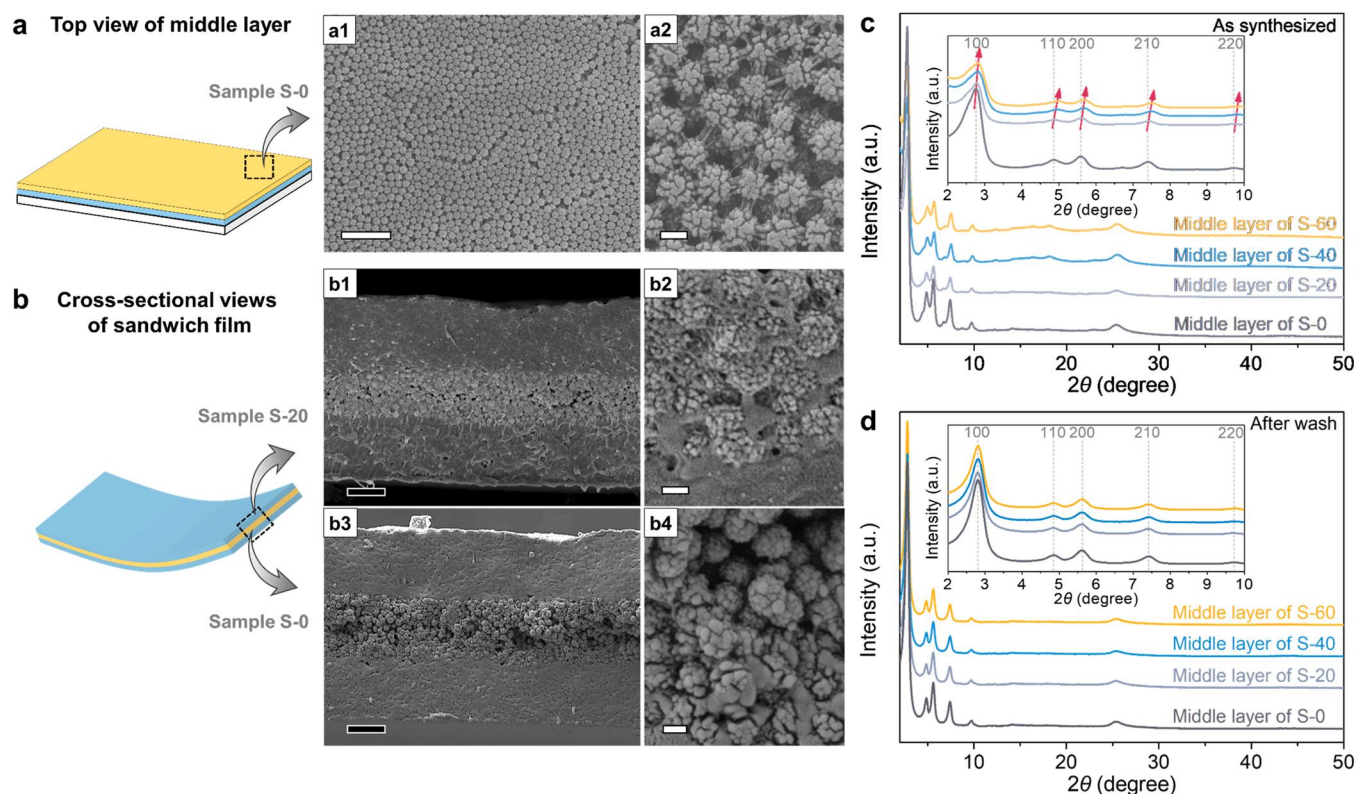 a Top view of middle layer
Sample S-0
a1
a2
b Cross-sectional views
of sandwich film
Sample S-20
Sample S-0
b1
b2
b3
b4
c
As synthesized
Intensity (a.u.)
Intensity (a.u.)
100 110 200 210 220
2 3 4 5 6 7 8 9 10
2θ (degree)
Middle layer of S-60
Middle layer of S-40
Middle layer of S-20
Middle layer of S-0
10 20 30 40 50
2θ (degree)
d
After wash
Intensity (a.u.)
Intensity (a.u.)
100 110 200 210 220
2 3 4 5 6 7 8 9 10
2θ (degree)
Middle layer of S-60
Middle layer of S-40
Middle layer of S-20
Middle layer of S-0
10 20 30 40 50
2θ (degree)